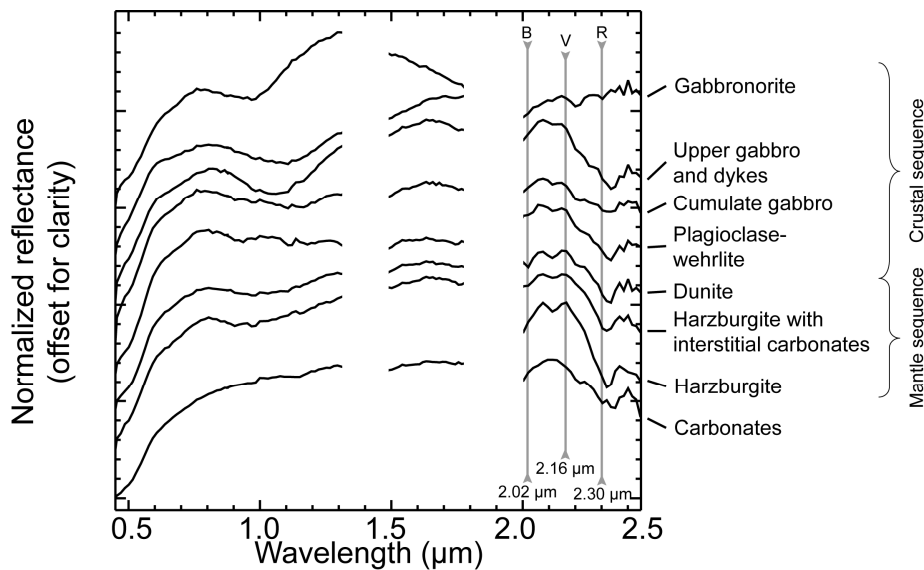 B
V
R
Gabbronorite
Upper gabbro
and dykes
Cumulate gabbro
Plagioclase-
wehrlite
Dunite
Harzburgite with
interstitial carbonates
Harzburgite
Carbonates
Crustal sequence
Mantle sequence
Normalized reflectance
(offset for clarity)
2.16 µm
2.02 µm
2.30 µm
0.5
1.0
1.5
2.0
2.5
Wavelength (µm)